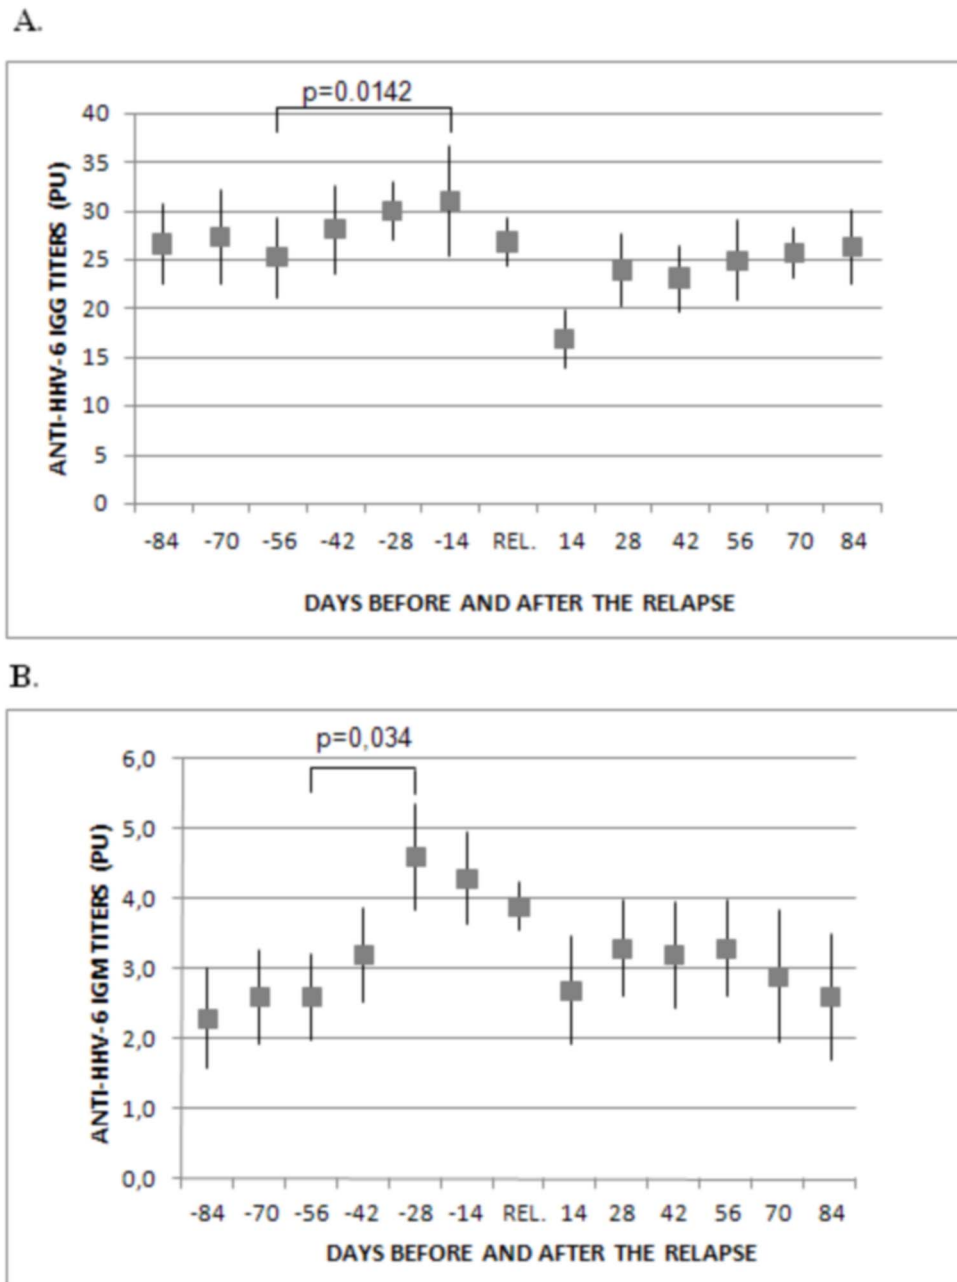 A.
p=0.0142
ANTI-HHV-6 IGG TITERS (PU)
40
35
30
25
20
15
10
5
0
-84 -70 -56 -42 -28 -14 REL. 14 28 42 56 70 84
DAYS BEFORE AND AFTER THE RELAPSE
B.
p=0,034
ANTI-HHV-6 IGM TITERS (PU)
6,0
5,0
4,0
3,0
2,0
1,0
0,0
-84 -70 -56 -42 -28 -14 REL. 14 28 42 56 70 84
DAYS BEFORE AND AFTER THE RELAPSE